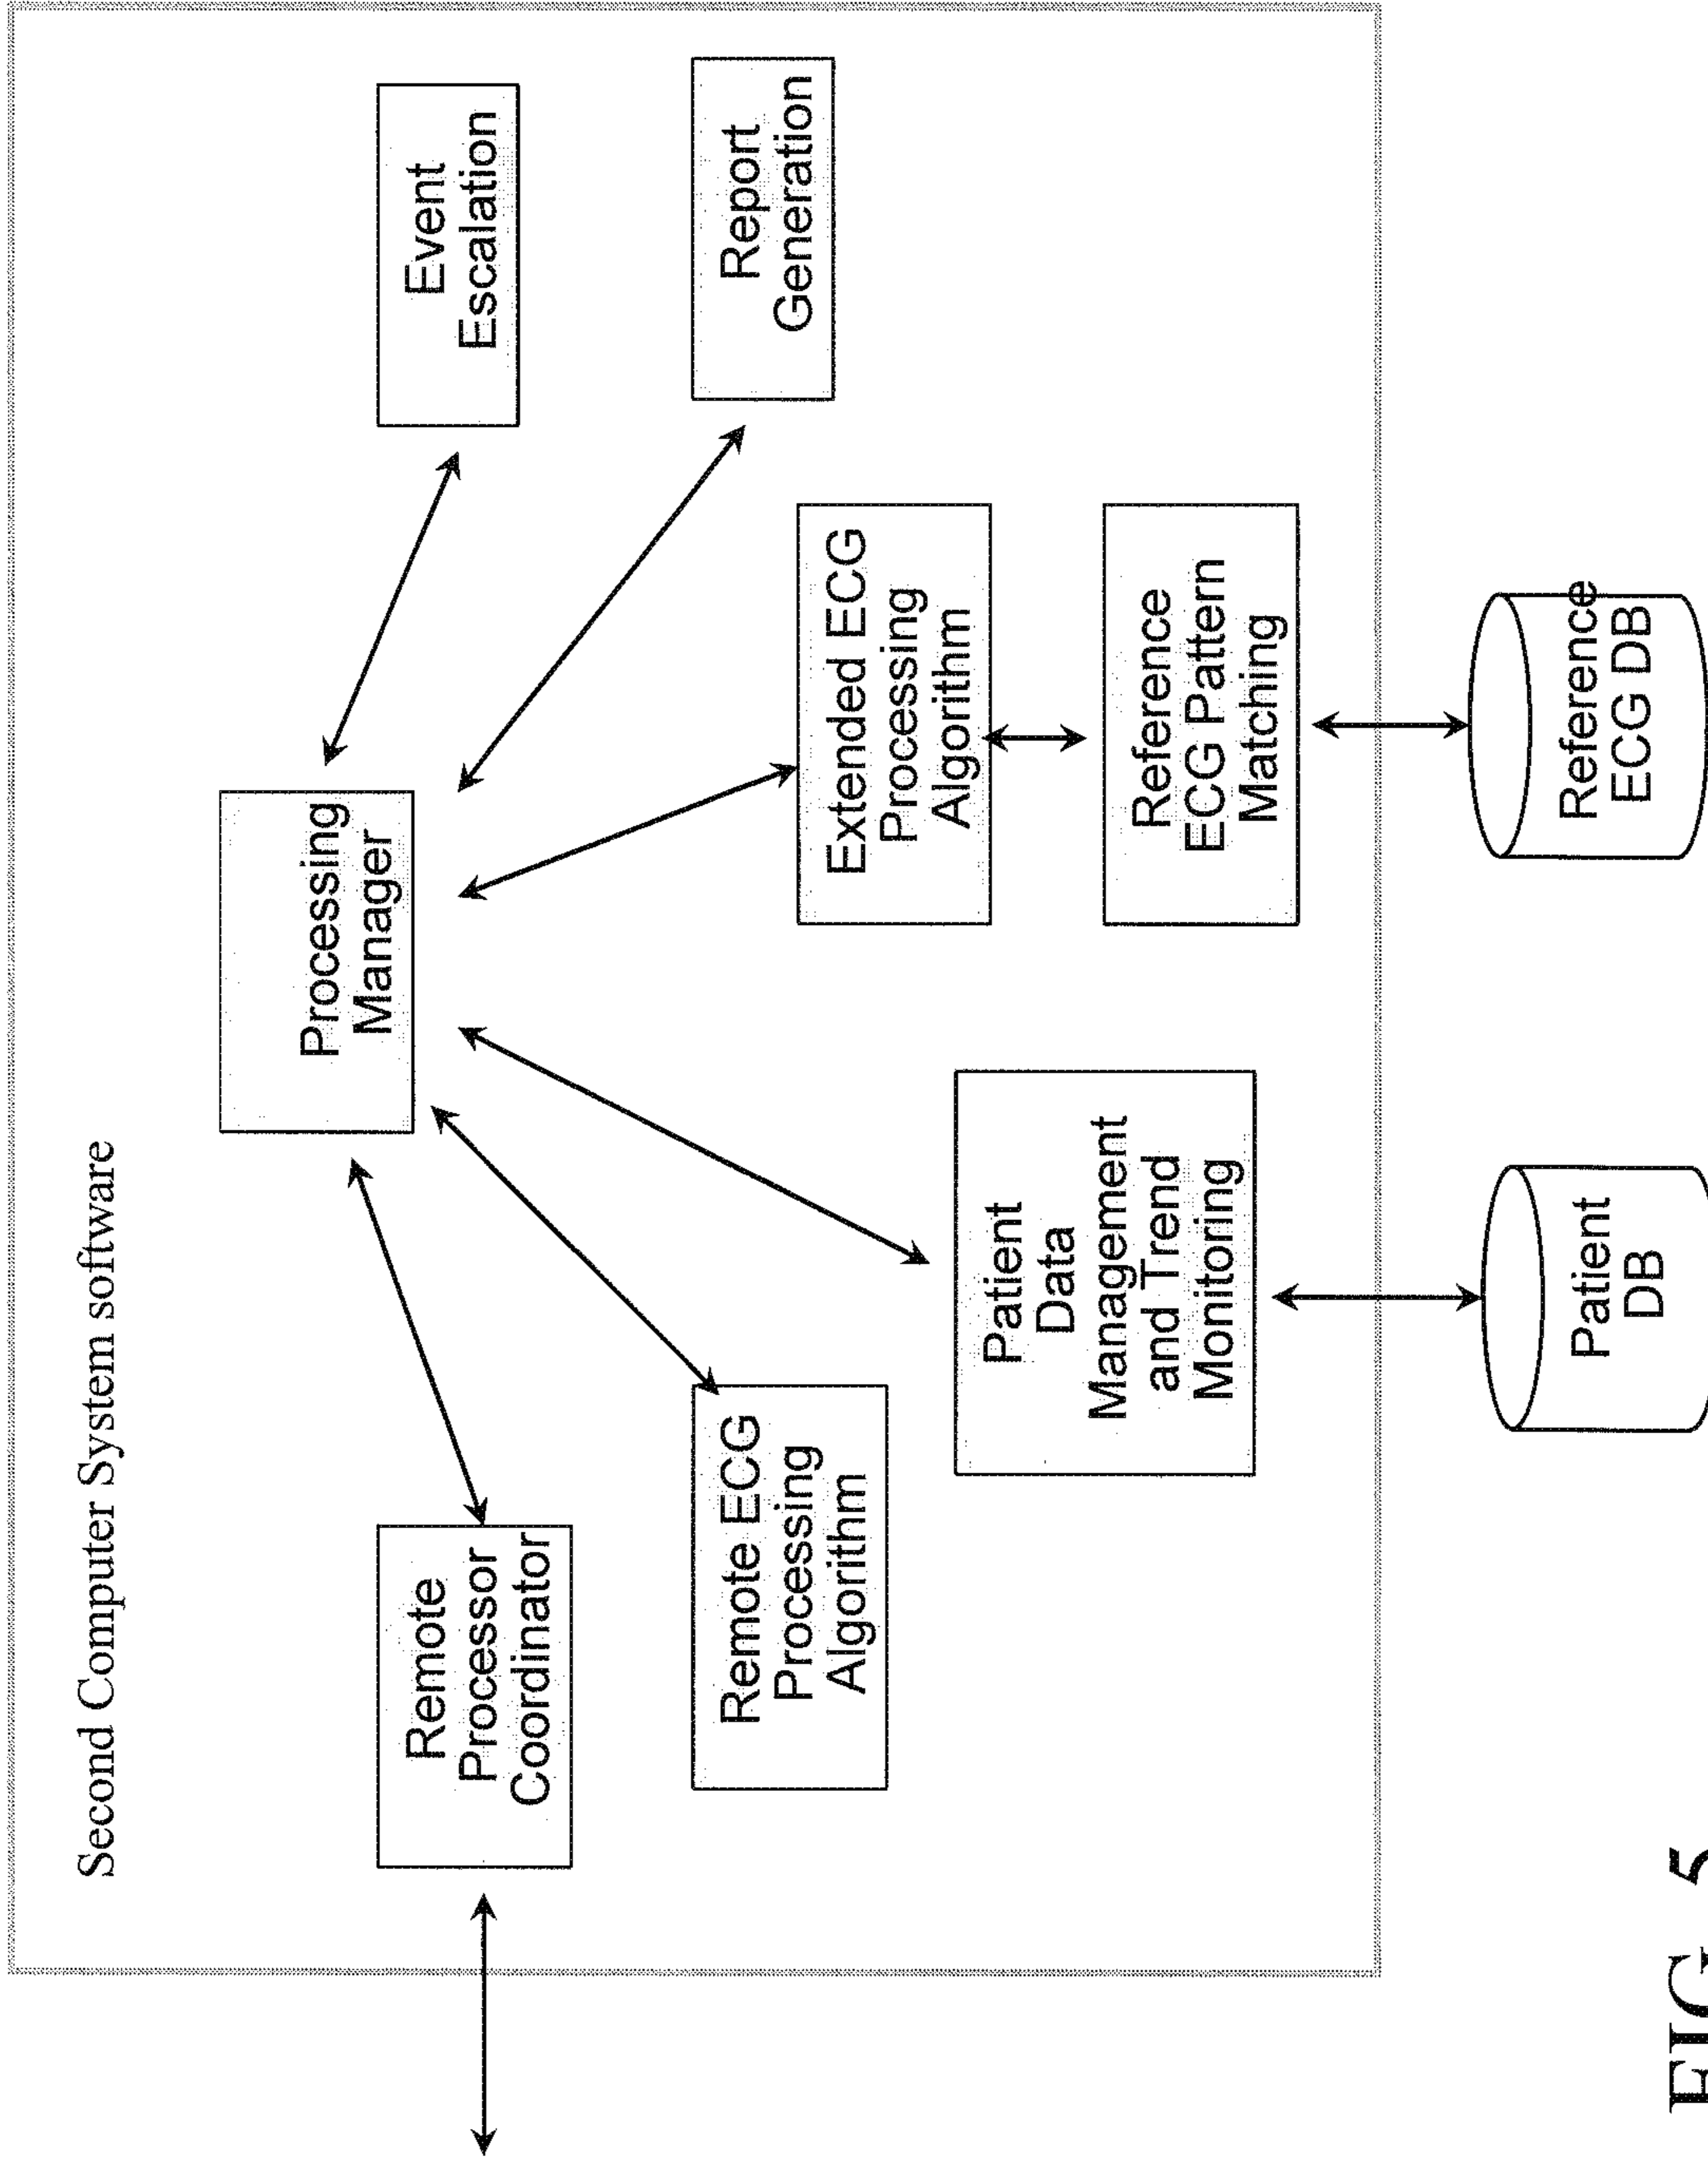 Second Computer System software
Processing
Manager
Remote
Processor
Coordinator
Event
Escalation
Remote ECG
Processing
Algorithm
Report
Generation
Patient
Data
Management
and Trend
Monitoring
Extended ECG
Processing
Algorithm
Reference
ECG Pattern
Matching
Patient
DB
Reference
ECG DB
FIG. 5